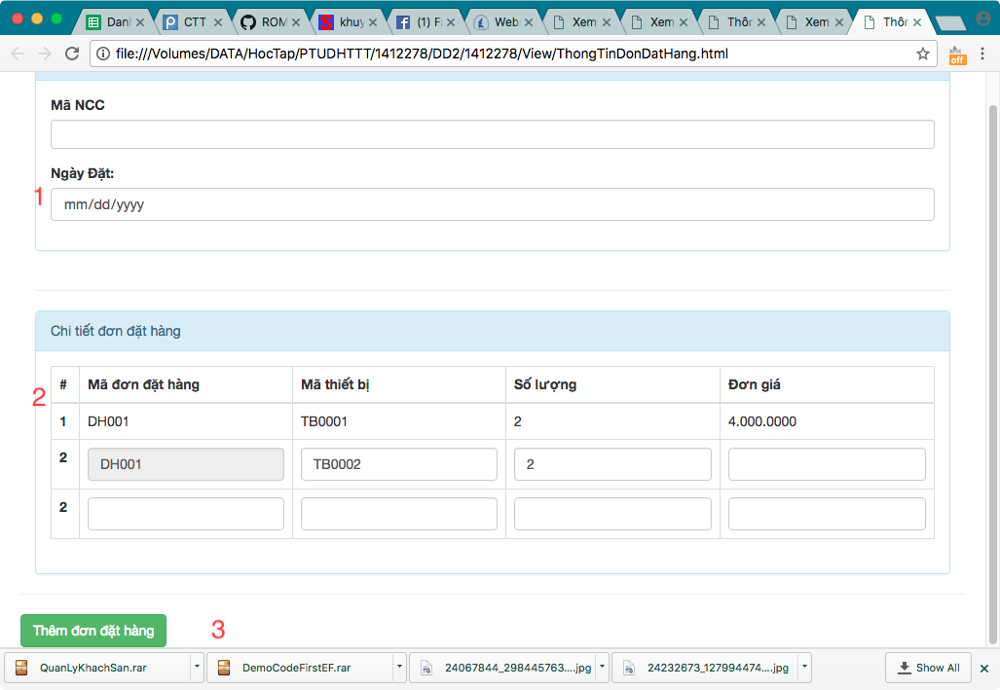 Danl
CTT
ROM
khuy
(1) F
Web
Xem
Xem
Thôn
Xem
Thôn
file:///Volumes/DATA/HocTap/PTUDHTTT/1412278/DD2/1412278/View/ThongTinDonDatHang.html
off
Mã NCC
Ngày Đặt:
1
mm/dd/yyyy
Chi tiết đơn đặt hàng
2
# Mã đơn đặt hàng Mã thiết bị Số lượng Đơn giá
1 DH001 TB0001 2 4.000.0000
2 DH001 TB0002 2
2
Thêm đơn đặt hàng
3
QuanLyKhachSan.rar
DemoCodeFirstEF.rar
24067844_298445763....jpg
24232673_127994474....jpg
Show All